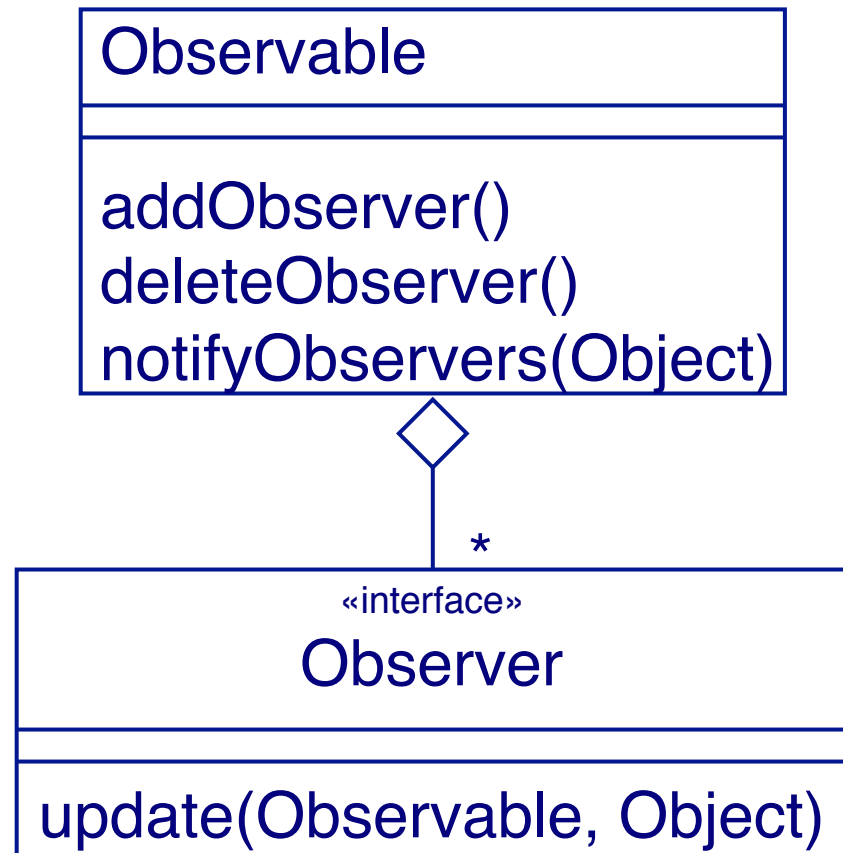 Observable
addObserver()
deleteObserver()
notifyObservers(Object)
*
«interface»
Observer
update(Observable, Object)